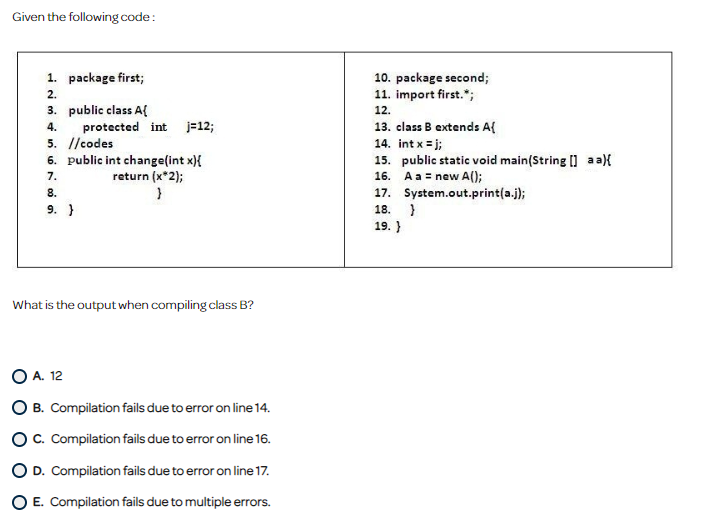 Given the following code:
1. package first;
2.
3. public class A{
4. protected int j=12;
5. //codes
6. public int change(int x){
7. return (x*2);
8. }
9. }
10. package second;
11. import first.*;
12.
13. class B extends A{
14. int x = j;
15. public static void main(String [] aa){
16. A a = new A();
17. System.out.print(a.j);
18. }
19. }
What is the output when compiling class B?
A. 12
B. Compilation fails due to error on line 14.
C. Compilation fails due to error on line 16.
D. Compilation fails due to error on line 17.
E. Compilation fails due to multiple errors.